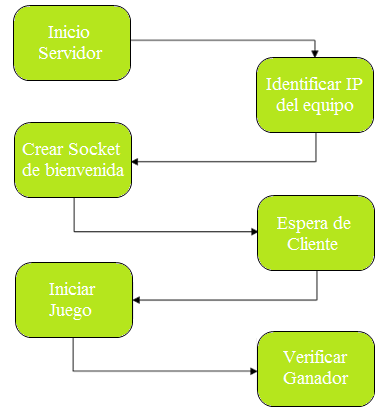 Inicio
Servidor
Identificar IP
del equipo
Crear Socket
de bienvenida
Espera de
Cliente
Iniciar
Juego
Verificar
Ganador